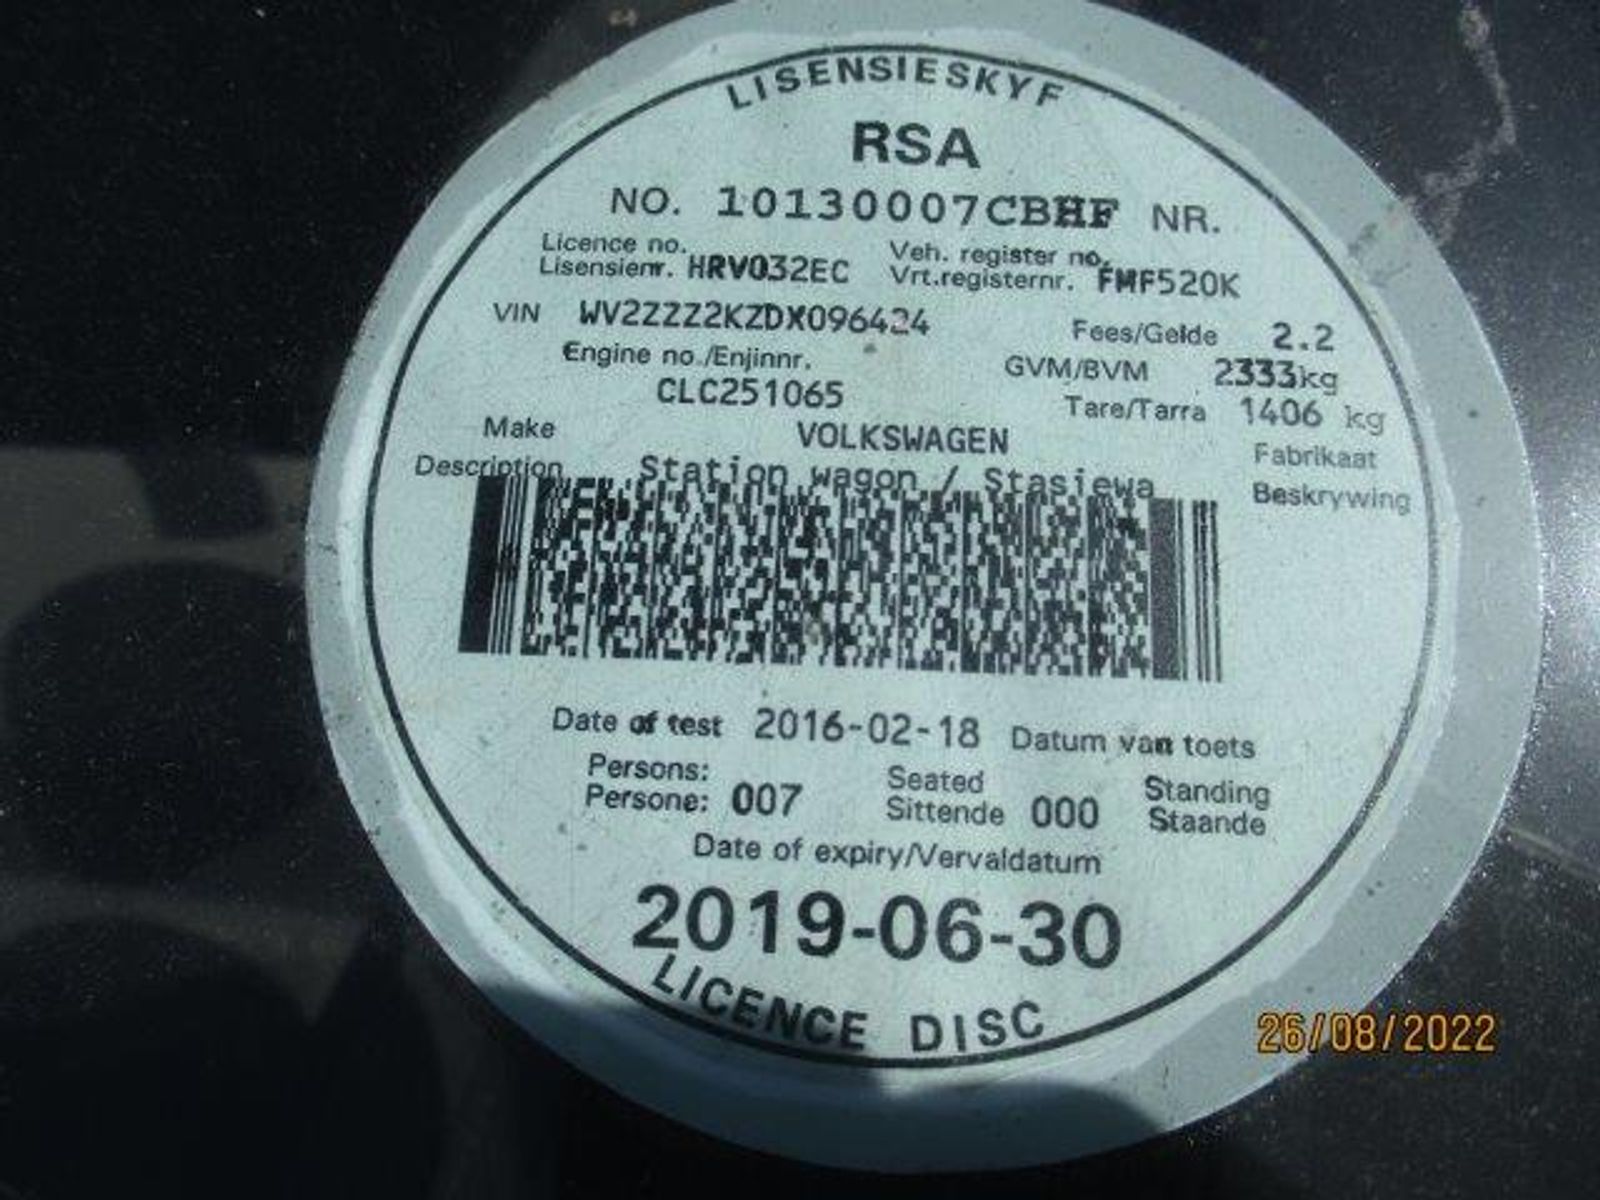 LISENSIESKYF
RSA
NO. 10130007CBHF NR.
Licence no. Veh. register no.
Lisensienr. HRV032EC Vrt.registernr. FMF520K
VIN WV2ZZZ2KZDX096424 Fees/Gelde 2.2
Engine no./Enjinnr. GVM/BVM 2333kg
CLC251065 Tare/Tarra 1406 kg
Make VOLKSWAGEN Fabrikaat
Description Station wagon / Stasiewa Beskrywing
Date of test 2016-02-18 Datum van toets
Persons: Seated Standing
Persone: 007 Sittende 000 Staande
Date of expiry/Vervaldatum
2019-06-30
LICENCE DISC
26/08/2022